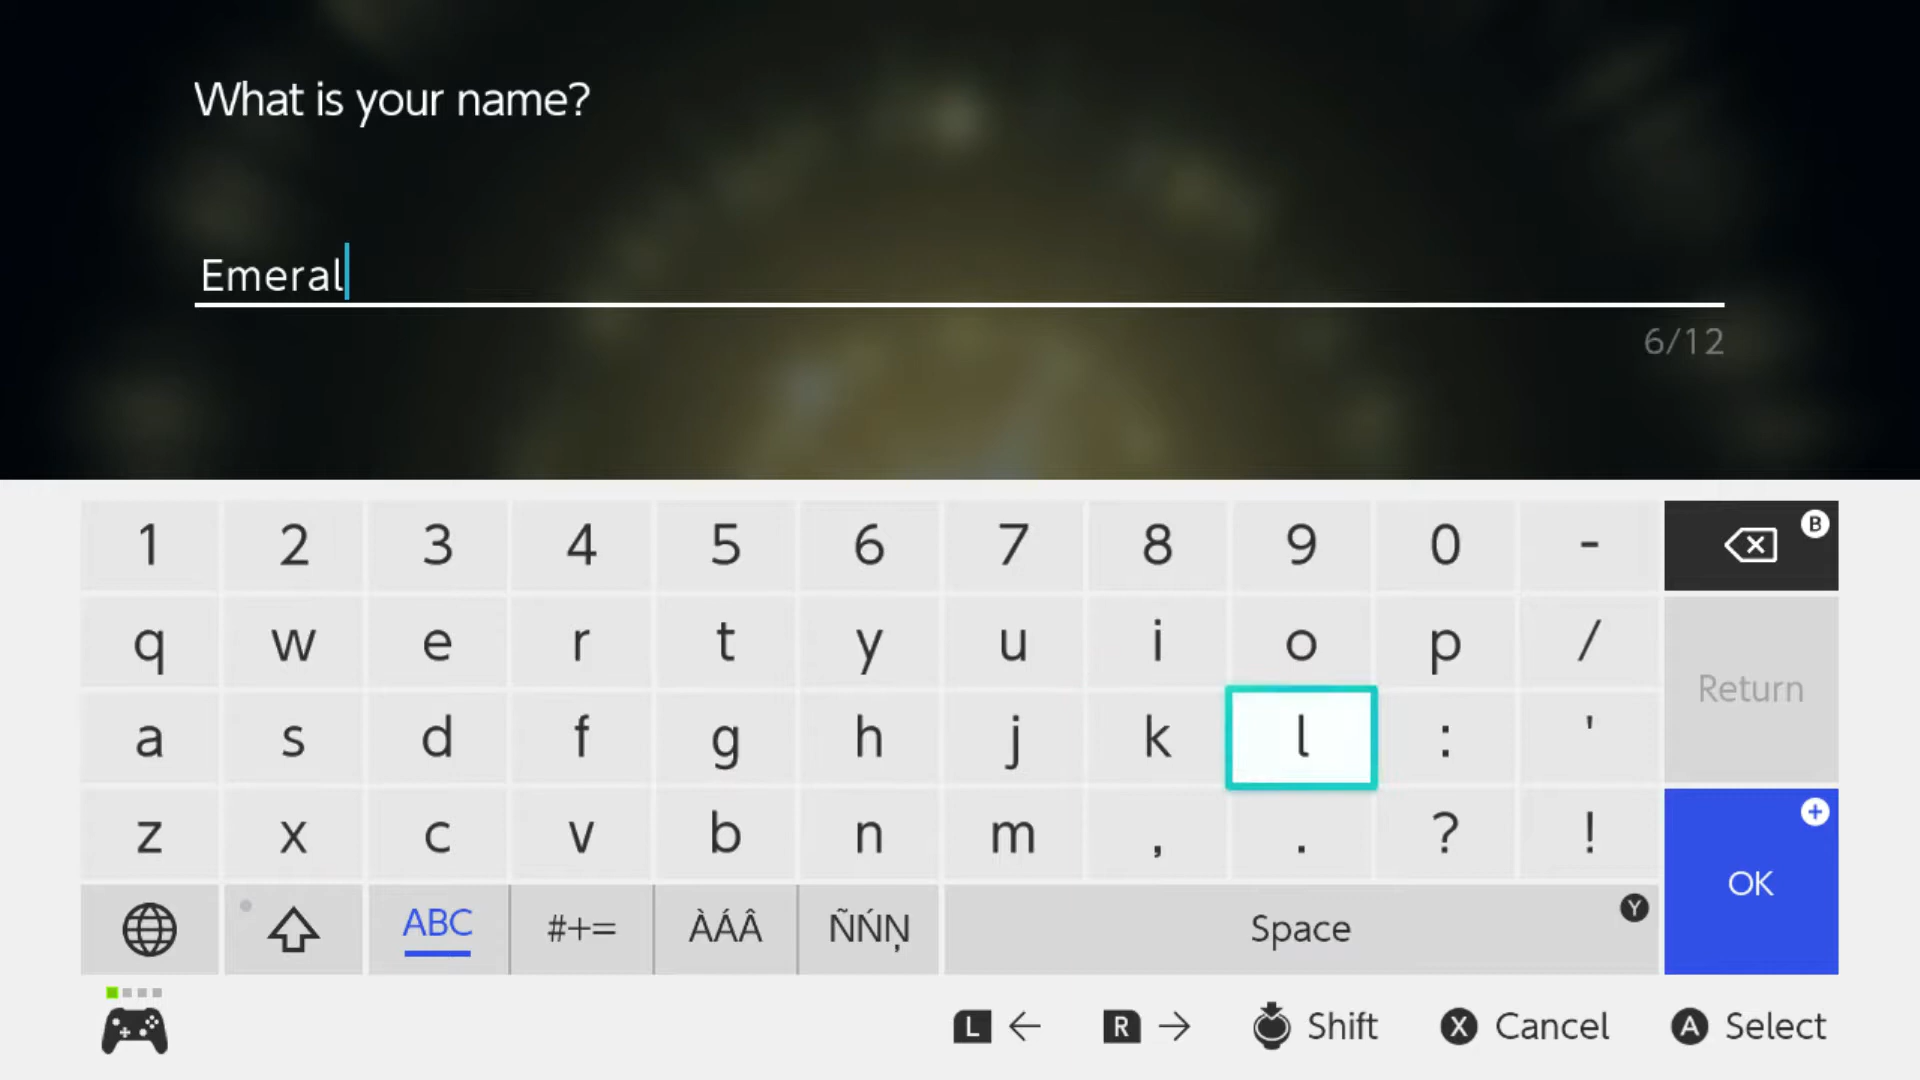 What is your name?
Emeral
6/12
1 2 3 4 5 6 7 8 9 0 - B
q w e r t y u i o p / Return
a s d f g h j k l : '
z x c v b n m , . ? ! OK
ABC #+= ÀÁÂ ÑŃŅ Space Y
L ← R → Shift X Cancel A Select